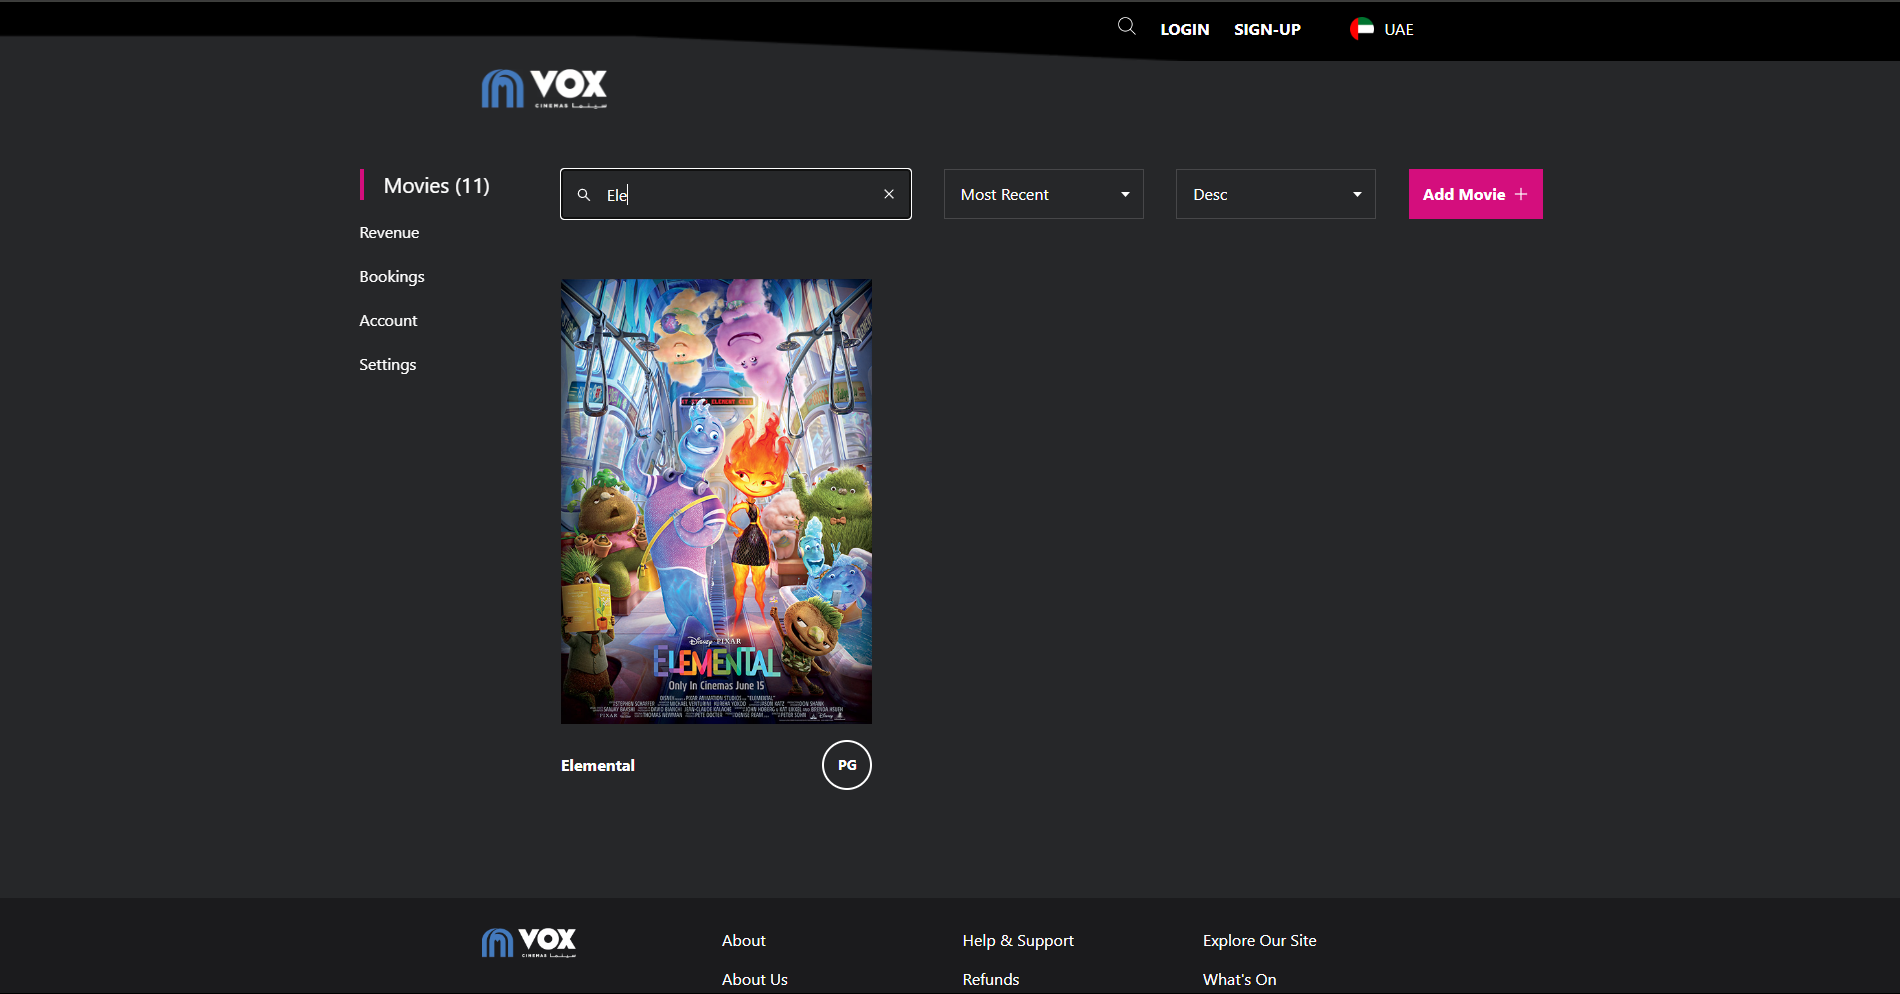 LOGIN SIGN-UP UAE
VOX
CINEMAS سينما
Movies (11)
Revenue
Bookings
Account
Settings
Ele
Most Recent
Desc
Add Movie
Disney PIXAR
ELEMENTAL
Only In Cinemas June 15
Elemental
PG
VOX
CINEMAS سينما
About
About Us
Help & Support
Refunds
Explore Our Site
What's On